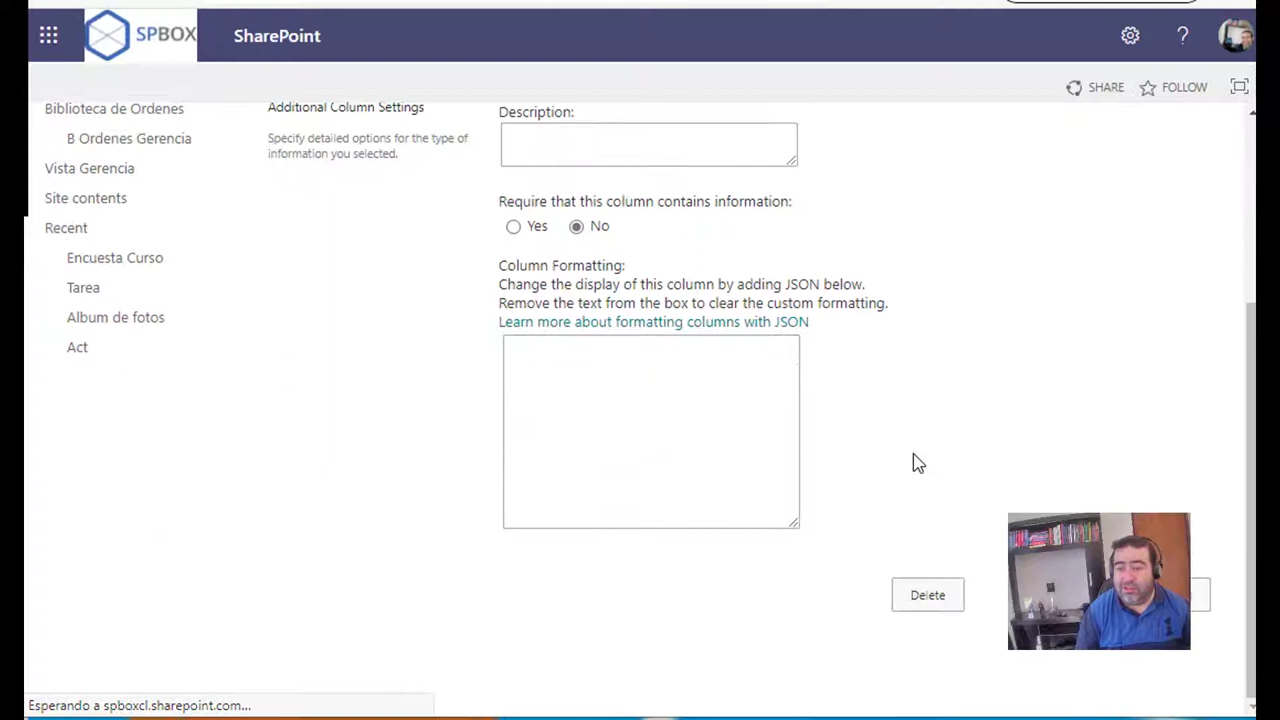 SPBOX
SharePoint
?
SHARE
FOLLOW
Biblioteca de Ordenes
B Ordenes Gerencia
Vista Gerencia
Site contents
Recent
Encuesta Curso
Tarea
Album de fotos
Act
Additional Column Settings
Specify detailed options for the type of
information you selected.
Description:
Require that this column contains information:
Yes
No
Column Formatting:
Change the display of this column by adding JSON below.
Remove the text from the box to clear the custom formatting.
Learn more about formatting columns with JSON
Delete
Esperando a spboxcl.sharepoint.com...